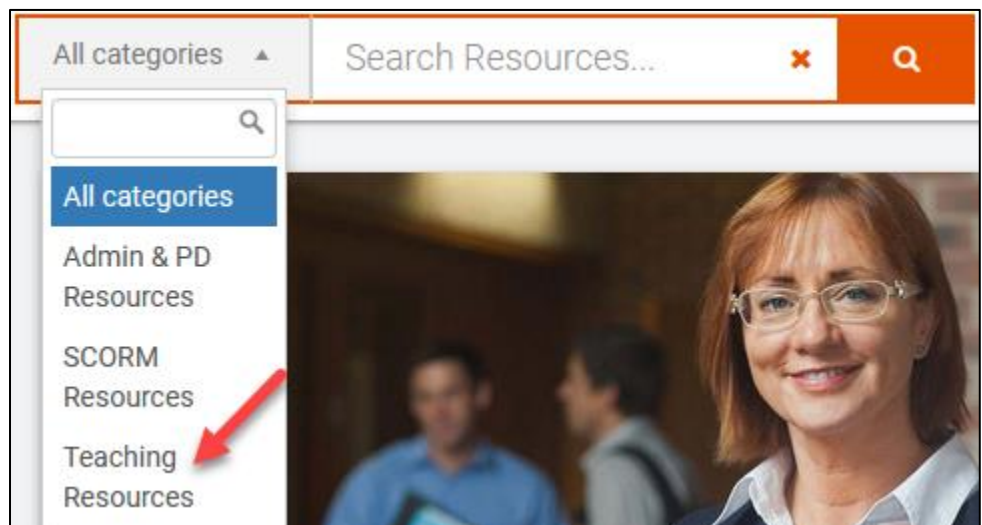 All categories
Search Resources...
All categories
Admin & PD
Resources
SCORM
Resources
Teaching
Resources